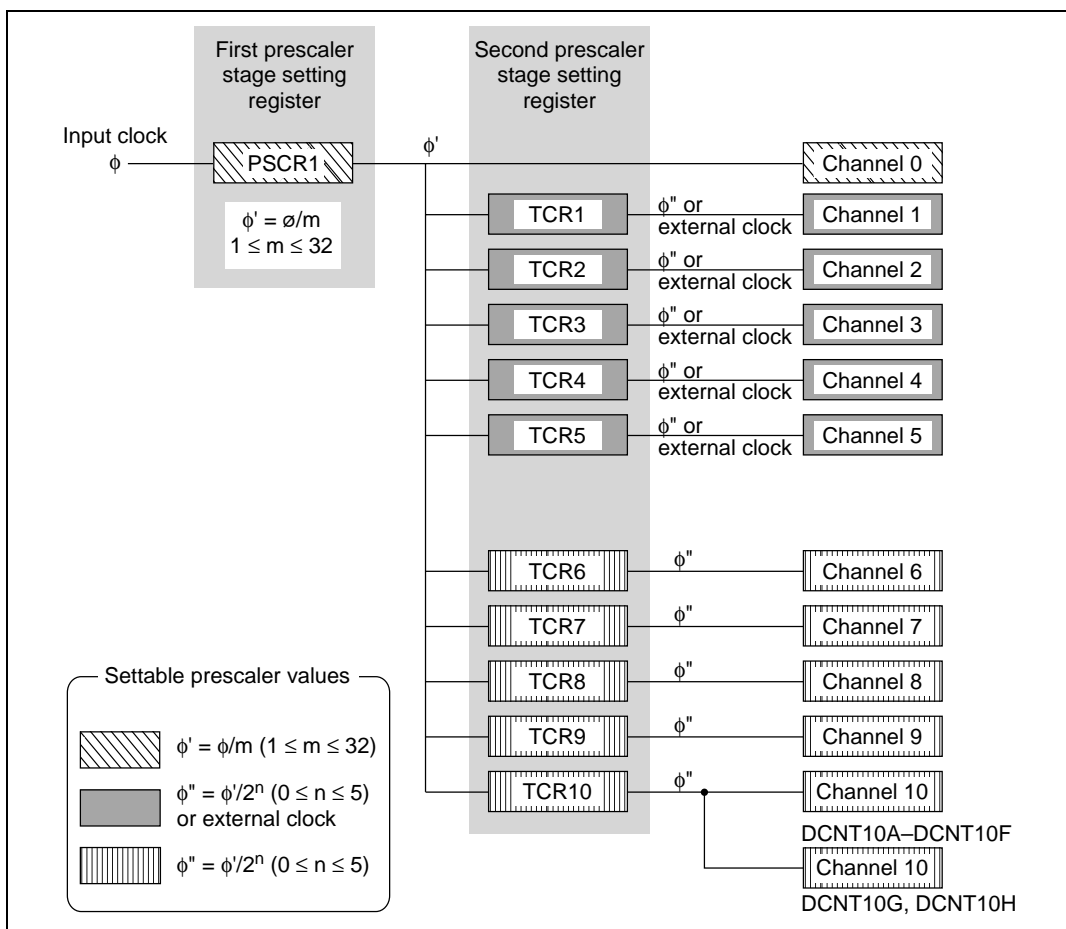 First prescaler
stage setting
register
Second prescaler
stage setting
register
Input clock
ϕ
PSCR1
ϕ'
Channel 0
ϕ' = ø/m
1 ≤ m ≤ 32
TCR1
ϕ" or
external clock
Channel 1
TCR2
ϕ" or
external clock
Channel 2
TCR3
ϕ" or
external clock
Channel 3
TCR4
ϕ" or
external clock
Channel 4
TCR5
ϕ" or
external clock
Channel 5
TCR6
ϕ"
Channel 6
TCR7
ϕ"
Channel 7
TCR8
ϕ"
Channel 8
TCR9
ϕ"
Channel 9
TCR10
ϕ"
Channel 10
DCNT10A–DCNT10F
Channel 10
DCNT10G, DCNT10H
Settable prescaler values
ϕ' = ϕ/m (1 ≤ m ≤ 32)
ϕ" = ϕ'/2ⁿ (0 ≤ n ≤ 5)
or external clock
ϕ" = ϕ'/2ⁿ (0 ≤ n ≤ 5)